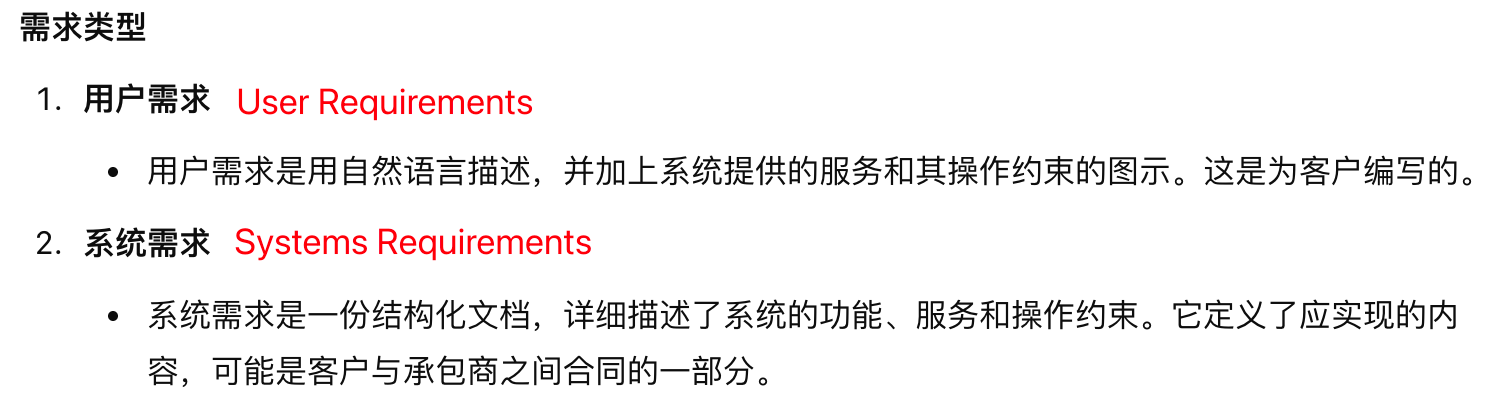 需求类型
1. 用户需求 User Requirements
• 用户需求是用自然语言描述，并加上系统提供的服务和其操作约束的图示。这是为客户编写的。
2. 系统需求 Systems Requirements
• 系统需求是一份结构化文档，详细描述了系统的功能、服务和操作约束。它定义了应实现的内
容，可能是客户与承包商之间合同的一部分。